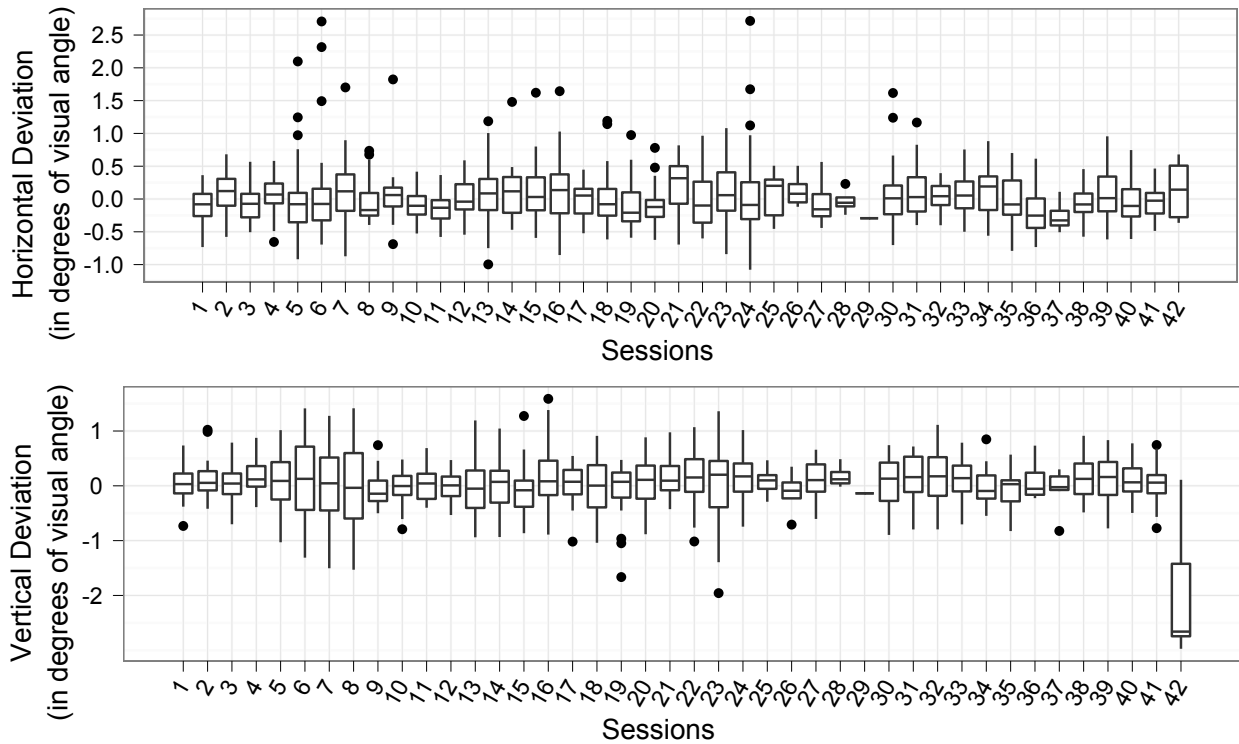 Horizontal Deviation
(in degrees of visual angle)
2.5
2.0
1.5
1.0
0.5
0.0
-0.5
-1.0
1 2 3 4 5 6 7 8 9 10 11 12 13 14 15 16 17 18 19 20 21 22 23 24 25 26 27 28 29 30 31 32 33 34 35 36 37 38 39 40 41 42
Sessions
Vertical Deviation
(in degrees of visual angle)
1
0
-1
-2
1 2 3 4 5 6 7 8 9 10 11 12 13 14 15 16 17 18 19 20 21 22 23 24 25 26 27 28 29 30 31 32 33 34 35 36 37 38 39 40 41 42
Sessions